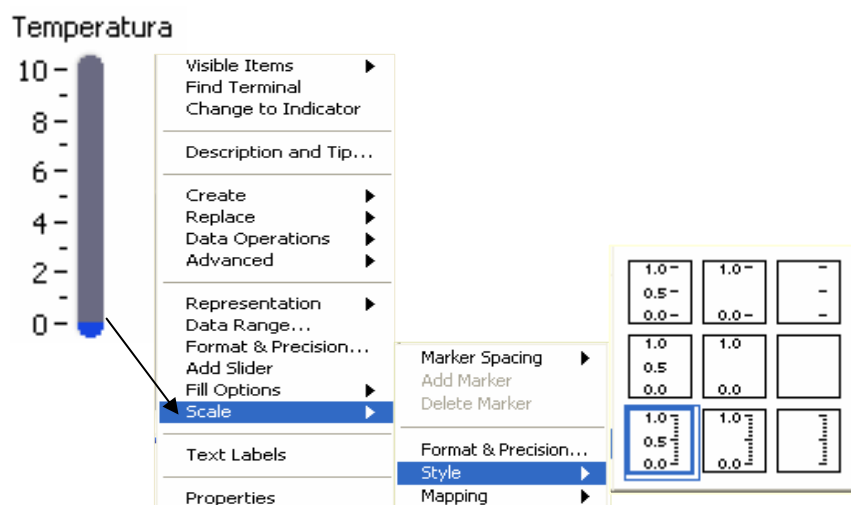 Temperatura
10
8
6
4
2
0
Visible Items
Find Terminal
Change to Indicator
Description and Tip...
Create
Replace
Data Operations
Advanced
Representation
Data Range...
Format & Precision...
Add Slider
Fill Options
Scale
Text Labels
Properties
Marker Spacing
Add Marker
Delete Marker
Format & Precision...
Style
Mapping
1.0 1.0
0.5
0.0 0.0
1.0 1.0
0.5
0.0 0.0
1.0 1.0
0.5
0.0 0.0